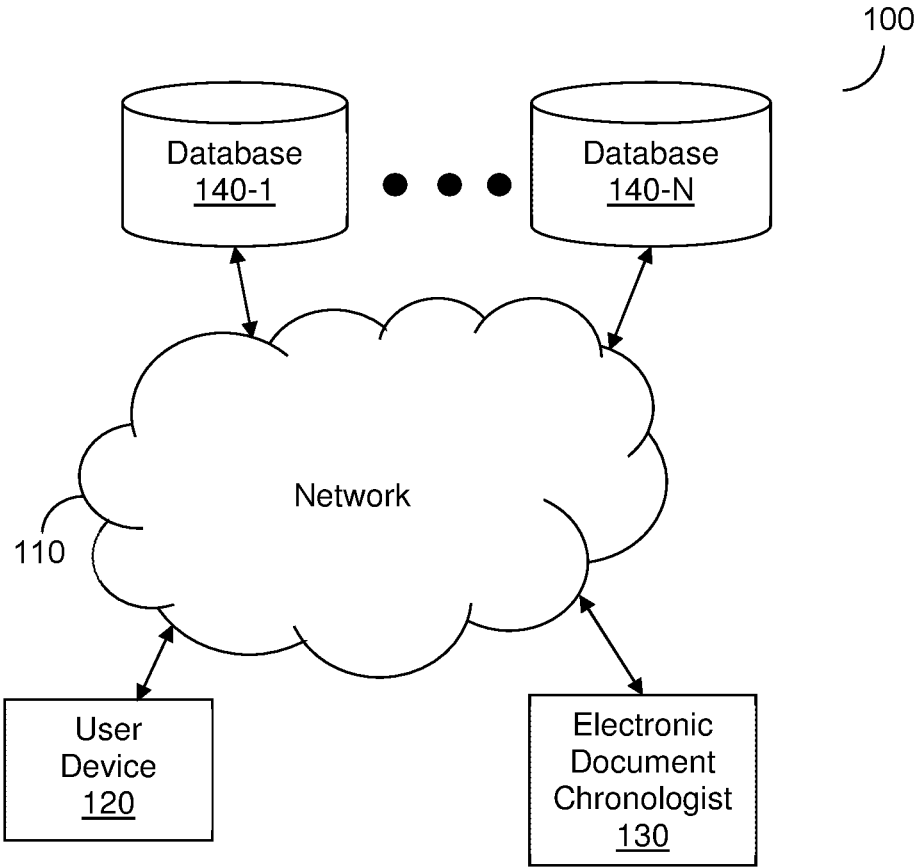 100
Database
140-1
Database
140-N
Network
110
User
Device
120
Electronic
Document
Chronologist
130